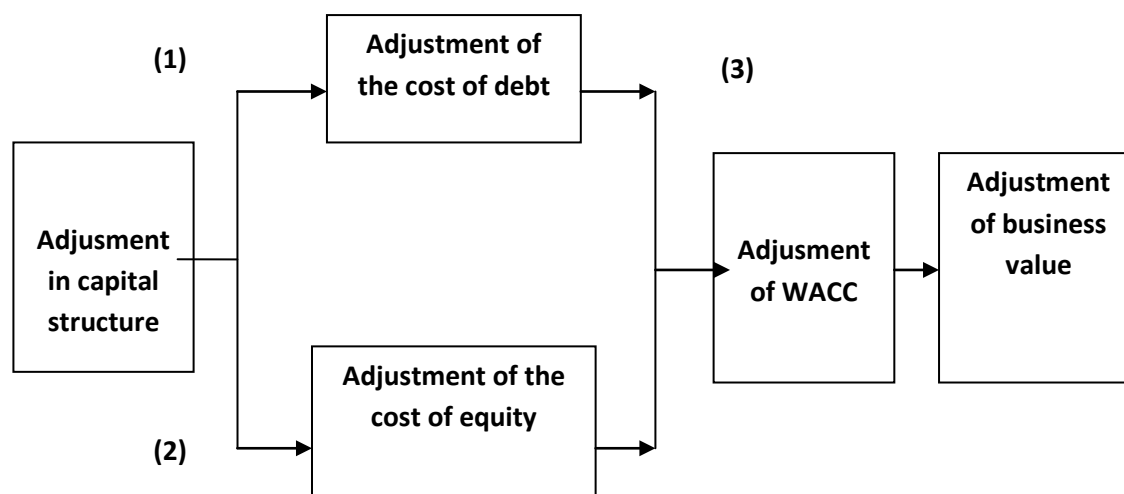 (1)
Adjustment of
the cost of debt
(3)
Adjusment
in capital
structure
Adjusment
of WACC
Adjustment
of business
value
Adjustment of the
cost of equity
(2)